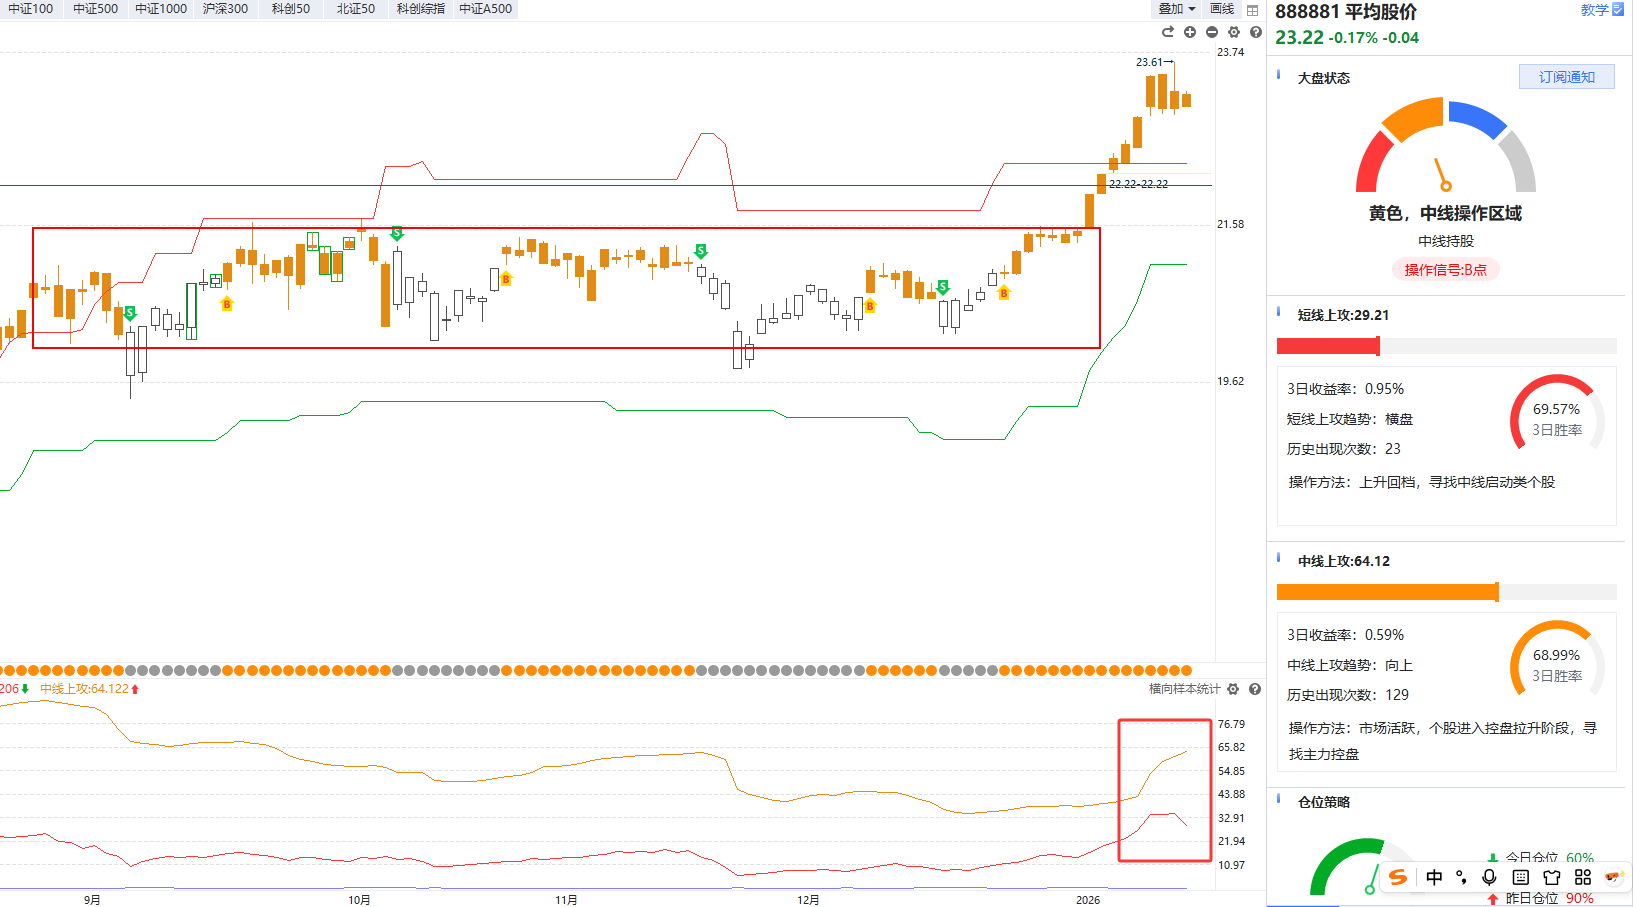 中证100 中证500 中证1000 沪深300 科创50 北证50 科创综指 中证A500 叠加 画线
888881 平均股价 教学
23.22 -0.17% -0.04
23.74
23.61
22.22-22.22
21.58
19.62
S
B
S
B
S
B
S
B
大盘状态 订阅通知
黄色，中线操作区域
中线持股
操作信号:B点
短线上攻:29.21
3日收益率：0.95%
短线上攻趋势：横盘
历史出现次数：23
69.57%
3日胜率
操作方法：上升回档，寻找中线启动类个股
中线上攻:64.12
3日收益率：0.59%
中线上攻趋势：向上
历史出现次数：129
68.99%
3日胜率
操作方法：市场活跃，个股进入控盘拉升阶段，寻
找主力控盘
仓位策略
今日仓位 60%
昨日仓位 90%
206 中线上攻:64.122 横向样本统计
76.79
65.82
54.85
43.88
32.91
21.94
10.97
9月 10月 11月 12月 2026
中